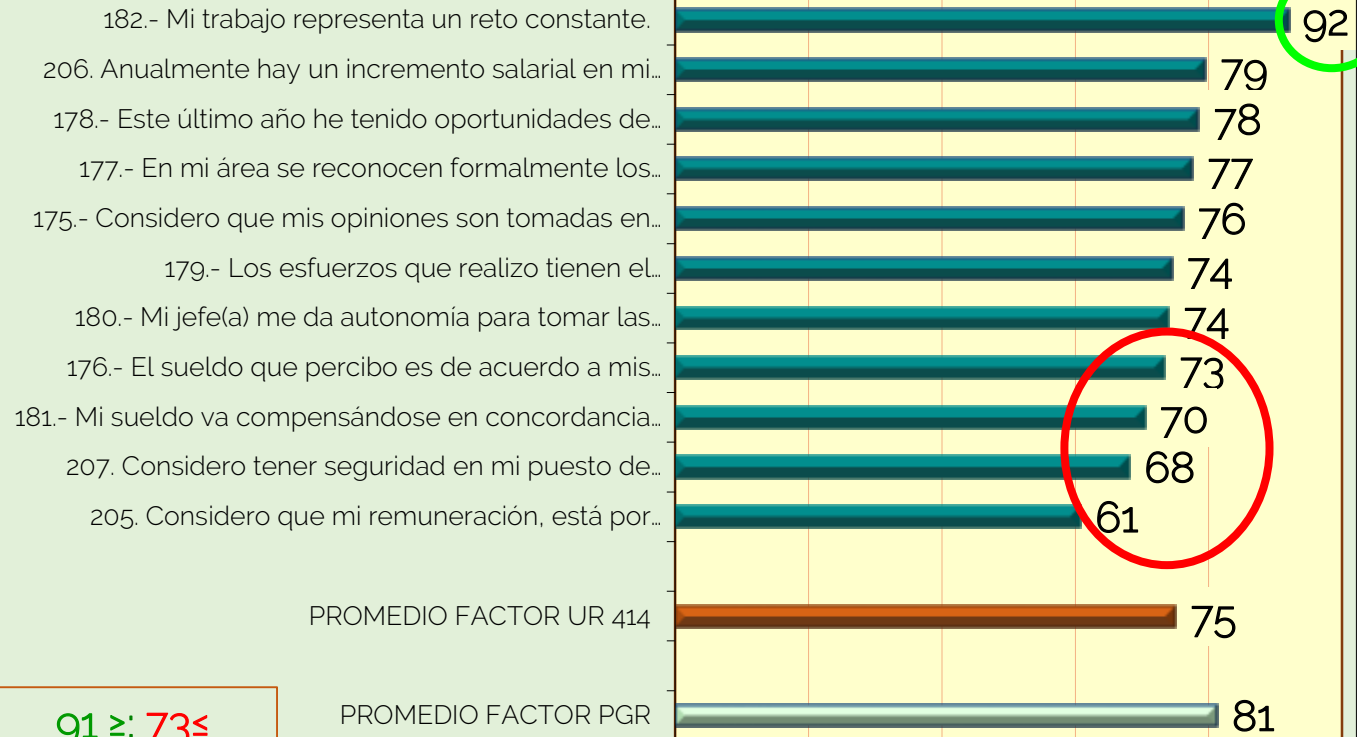 182.- Mi trabajo representa un reto constante. 92
206. Anualmente hay un incremento salarial en mi… 79
178.- Este último año he tenido oportunidades de… 78
177.- En mi área se reconocen formalmente los… 77
175.- Considero que mis opiniones son tomadas en… 76
179.- Los esfuerzos que realizo tienen el… 74
180.- Mi jefe(a) me da autonomía para tomar las… 74
176.- El sueldo que percibo es de acuerdo a mis… 73
181.- Mi sueldo va compensándose en concordancia… 70
207. Considero tener seguridad en mi puesto de… 68
205. Considero que mi remuneración, está por… 61
PROMEDIO FACTOR UR 414 75
PROMEDIO FACTOR PGR 81
91 ≥; 73≤